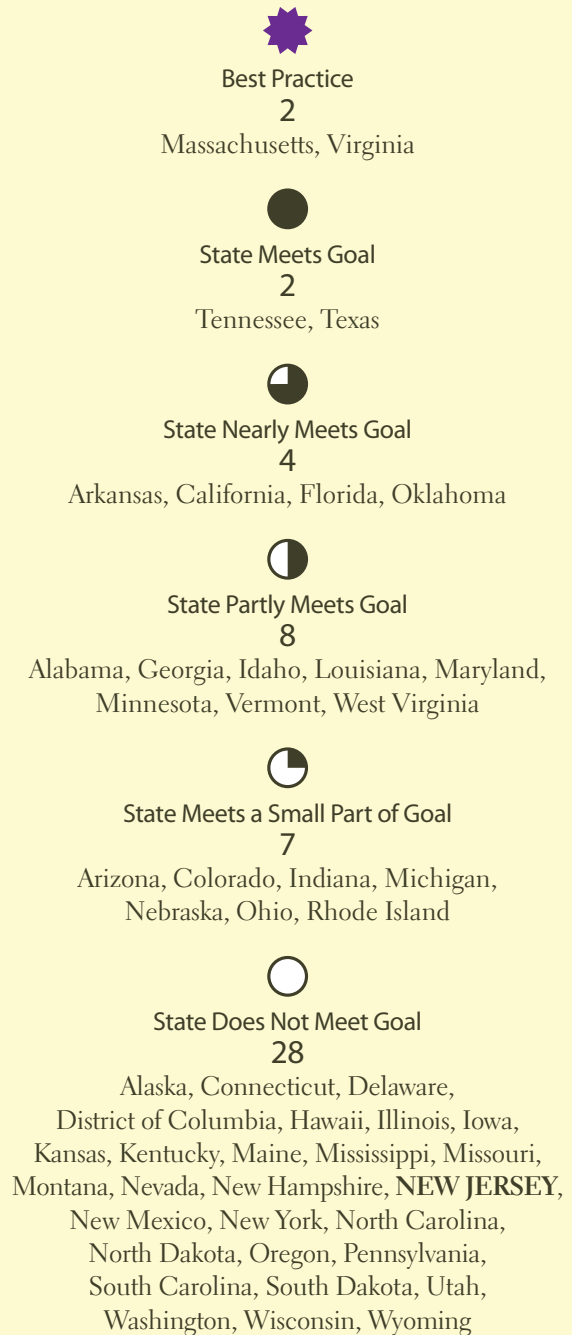 Best Practice
2
Massachusetts, Virginia
State Meets Goal
2
Tennessee, Texas
State Nearly Meets Goal
4
Arkansas, California, Florida, Oklahoma
State Partly Meets Goal
8
Alabama, Georgia, Idaho, Louisiana, Maryland,
Minnesota, Vermont, West Virginia
State Meets a Small Part of Goal
7
Arizona, Colorado, Indiana, Michigan,
Nebraska, Ohio, Rhode Island
State Does Not Meet Goal
28
Alaska, Connecticut, Delaware,
District of Columbia, Hawaii, Illinois, Iowa,
Kansas, Kentucky, Maine, Mississippi, Missouri,
Montana, Nevada, New Hampshire, NEW JERSEY,
New Mexico, New York, North Carolina,
North Dakota, Oregon, Pennsylvania,
South Carolina, South Dakota, Utah,
Washington, Wisconsin, Wyoming